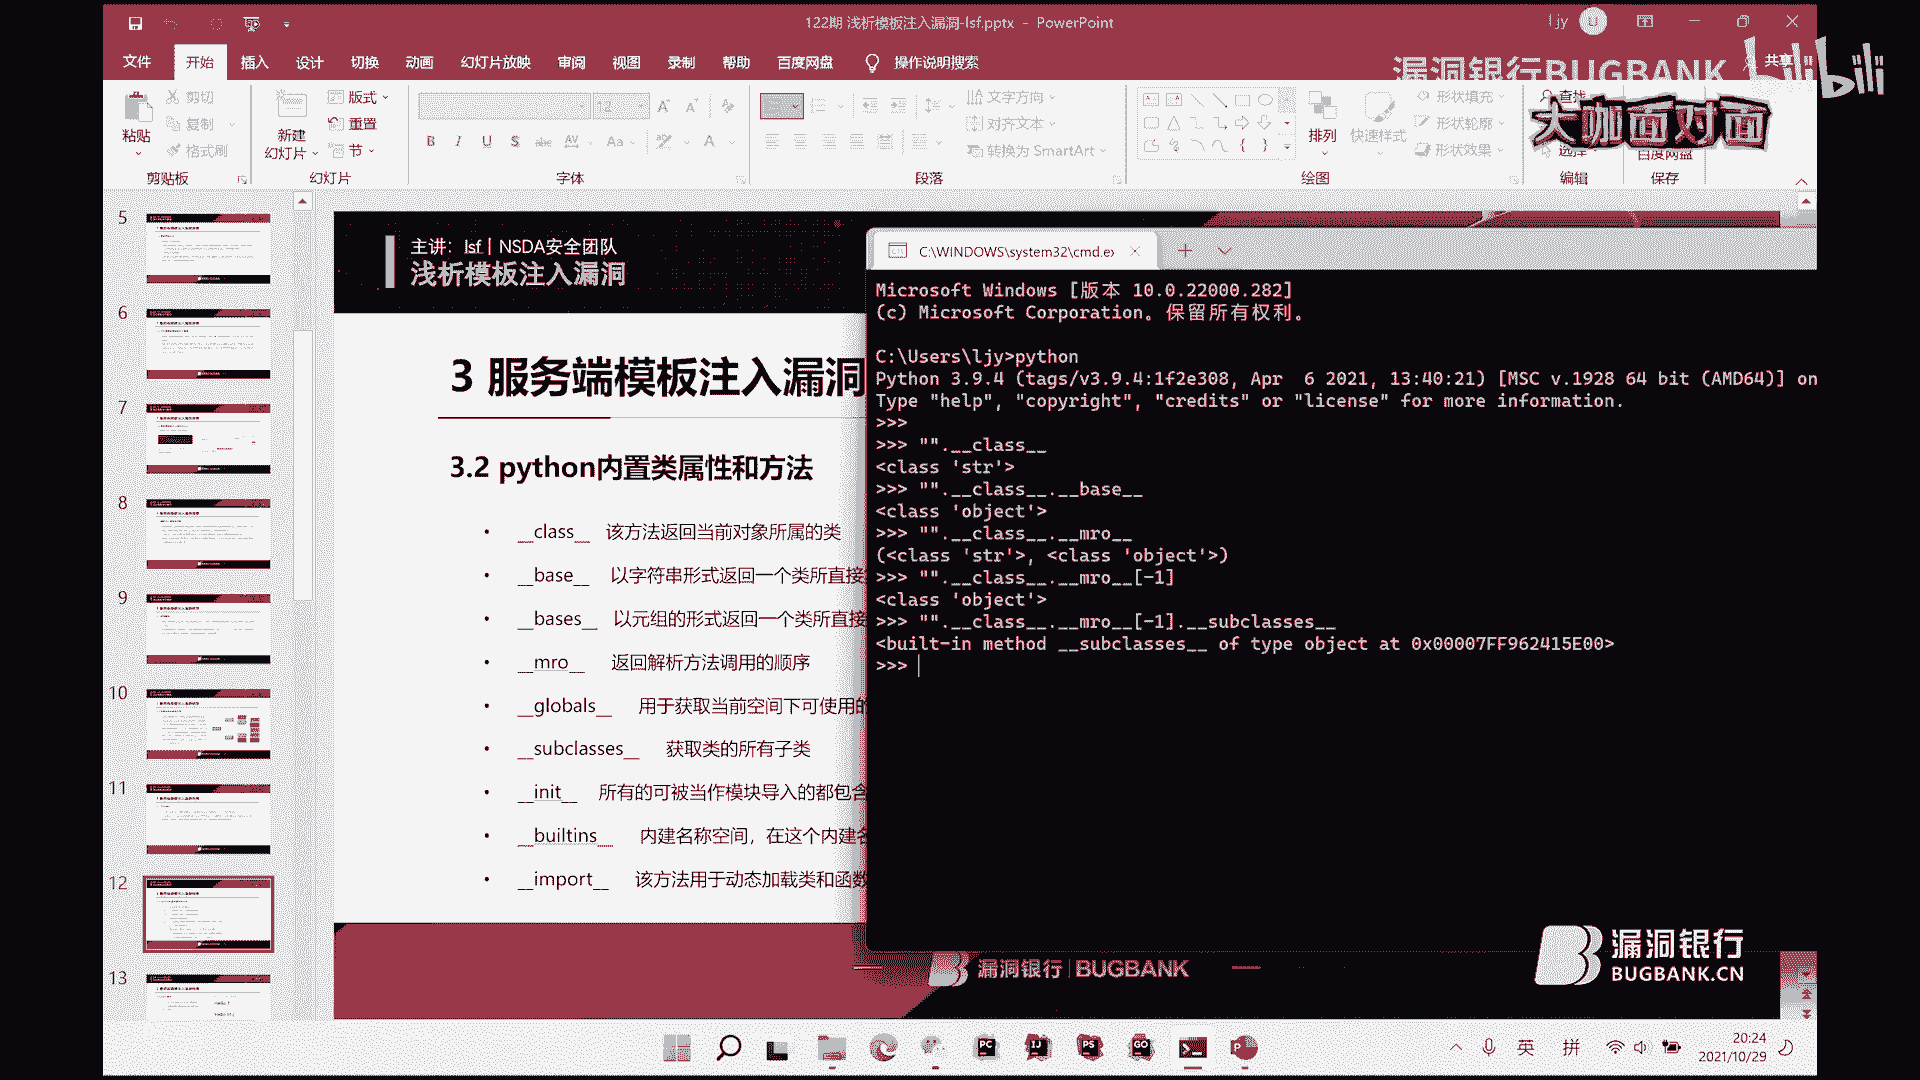 122期 浅析模板注入漏洞-lsf.pptx - PowerPoint
ljy
文件 开始 插入 设计 切换 动画 幻灯片放映 审阅 视图 录制 帮助 百度网盘 操作说明搜索
共享
漏洞银行BUGBANK
bilibili
大咖面对面
粘贴
剪切
复制
格式刷
剪贴板
新建
幻灯片
版式
重置
节
幻灯片
12
字体
文字方向
对齐文本
转换为 SmartArt
段落
排列
快速样式
形状填充
形状轮廓
形状效果
绘图
查找
选择
编辑
百度网盘
保存
5
6
7
8
9
10
11
12
13
主讲：lsf | NSDA安全团队
浅析模板注入漏洞
3 服务端模板注入漏洞
3.2 python内置类属性和方法
• __class__ 该方法返回当前对象所属的类
• __base__ 以字符串形式返回一个类所直接
• __bases__ 以元组的形式返回一个类所直接
• __mro__ 返回解析方法调用的顺序
• __globals__ 用于获取当前空间下可使用的
• __subclasses__ 获取类的所有子类
• __init__ 所有的可被当作模块导入的都包含
• __builtins__ 内建名称空间，在这个内建名
• __import__ 该方法用于动态加载类和函数
C:\WINDOWS\system32\cmd.ex
Microsoft Windows [版本 10.0.22000.282]
(c) Microsoft Corporation。保留所有权利。
C:\Users\ljy>python
Python 3.9.4 (tags/v3.9.4:1f2e308, Apr  6 2021, 13:40:21) [MSC v.1928 64 bit (AMD64)] on
Type "help", "copyright", "credits" or "license" for more information.
>>>
>>> "".__class__
<class 'str'>
>>> "".__class__.__base__
<class 'object'>
>>> "".__class__.__mro__
(<class 'str'>, <class 'object'>)
>>> "".__class__.__mro__[-1]
<class 'object'>
>>> "".__class__.__mro__[-1].__subclasses__
<built-in method __subclasses__ of type object at 0x00007FF962415E00>
>>>
漏洞银行 | BUGBANK
漏洞银行
BUGBANK.CN
英 拼
20:24
2021/10/29